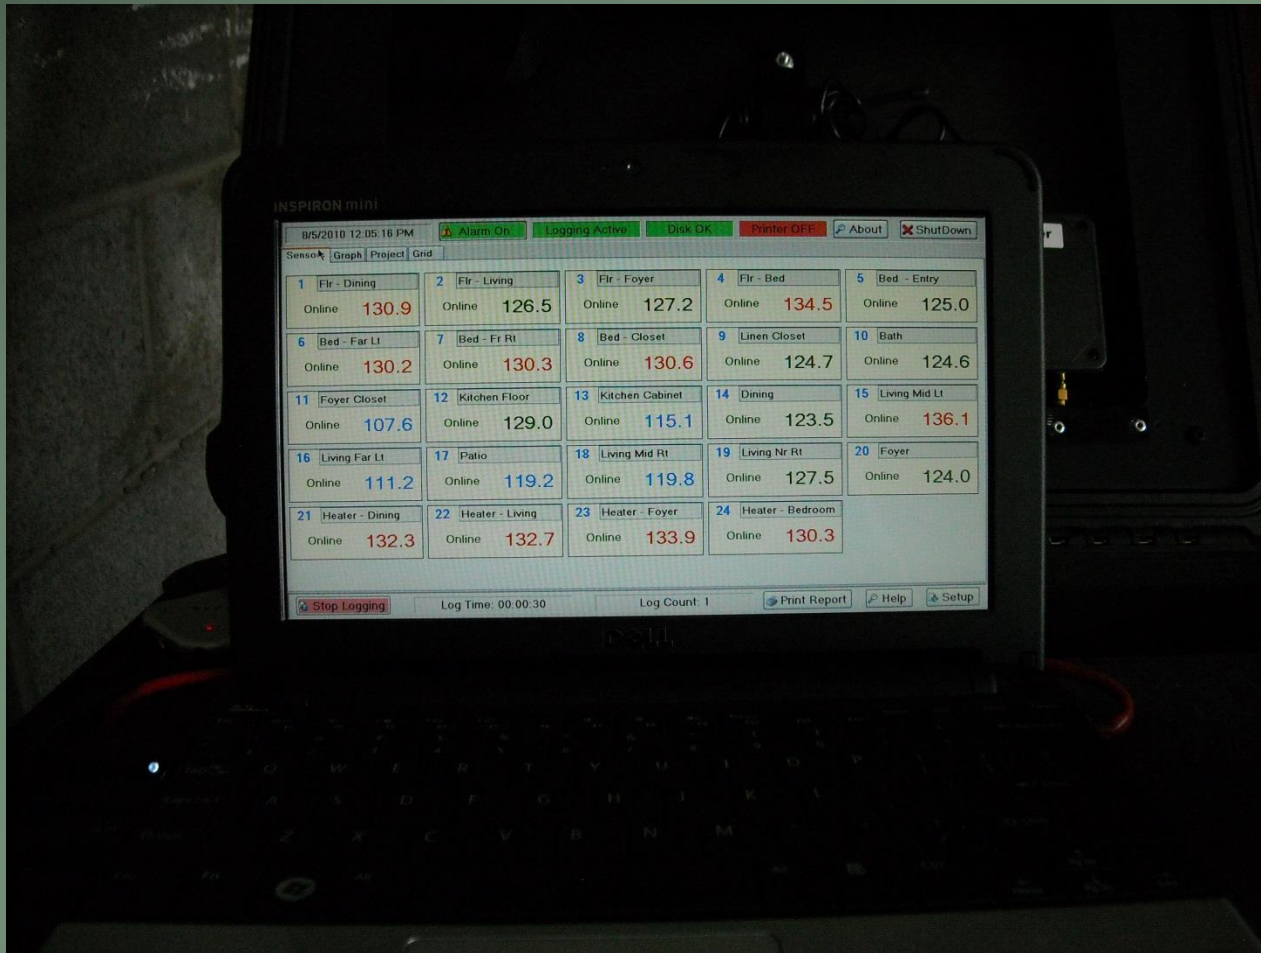 INSPIRON mini
8/5/2010 12:05:16 PM Alarm On Logging Active Disk OK Printer OFF About ShutDown
Sensor Graph Project Grid
1 Flr - Dining 2 Flr - Living 3 Flr - Foyer 4 Flr - Bed 5 Bed - Entry
Online 130.9 Online 126.5 Online 127.2 Online 134.5 Online 125.0
6 Bed - Far Lt 7 Bed - Fr Rt 8 Bed - Closet 9 Linen Closet 10 Bath
Online 130.2 Online 130.3 Online 130.6 Online 124.7 Online 124.6
11 Foyer Closet 12 Kitchen Floor 13 Kitchen Cabinet 14 Dining 15 Living Mid Lt
Online 107.6 Online 129.0 Online 115.1 Online 123.5 Online 136.1
16 Living Far Lt 17 Patio 18 Living Mid Rt 19 Living Nr Rt 20 Foyer
Online 111.2 Online 119.2 Online 119.8 Online 127.5 Online 124.0
21 Heater - Dining 22 Heater - Living 23 Heater - Foyer 24 Heater - Bedroom
Online 132.3 Online 132.7 Online 133.9 Online 130.3
Stop Logging Log Time: 00:00:30 Log Count: 1 Print Report Help Setup
DELL
Q W E R T Y U I O P
A S D F G H J K L
Z X C V B N M